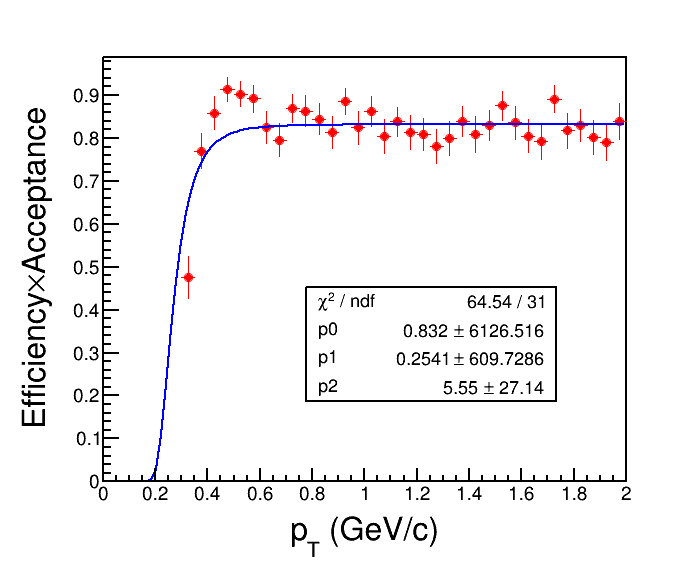 Efficiency×Acceptance
0.9
0.8
0.7
0.6
0.5
0.4
0.3
0.2
0.1
0
χ² / ndf 64.54 / 31
p0 0.832 ± 6126.516
p1 0.2541 ± 609.7286
p2 5.55 ± 27.14
0 0.2 0.4 0.6 0.8 1 1.2 1.4 1.6 1.8 2
p_T (GeV/c)